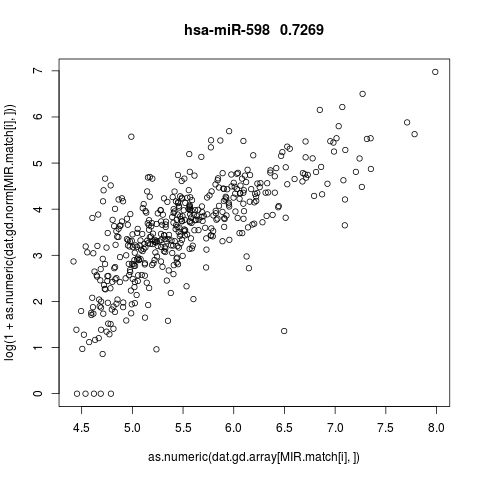 hsa-miR-598 0.7269
log(1 + as.numeric(dat.gd.norm[MIR.match[i], ]))
7
6
5
4
3
2
1
0
4.5 5.0 5.5 6.0 6.5 7.0 7.5 8.0
as.numeric(dat.gd.array[MIR.match[i], ])